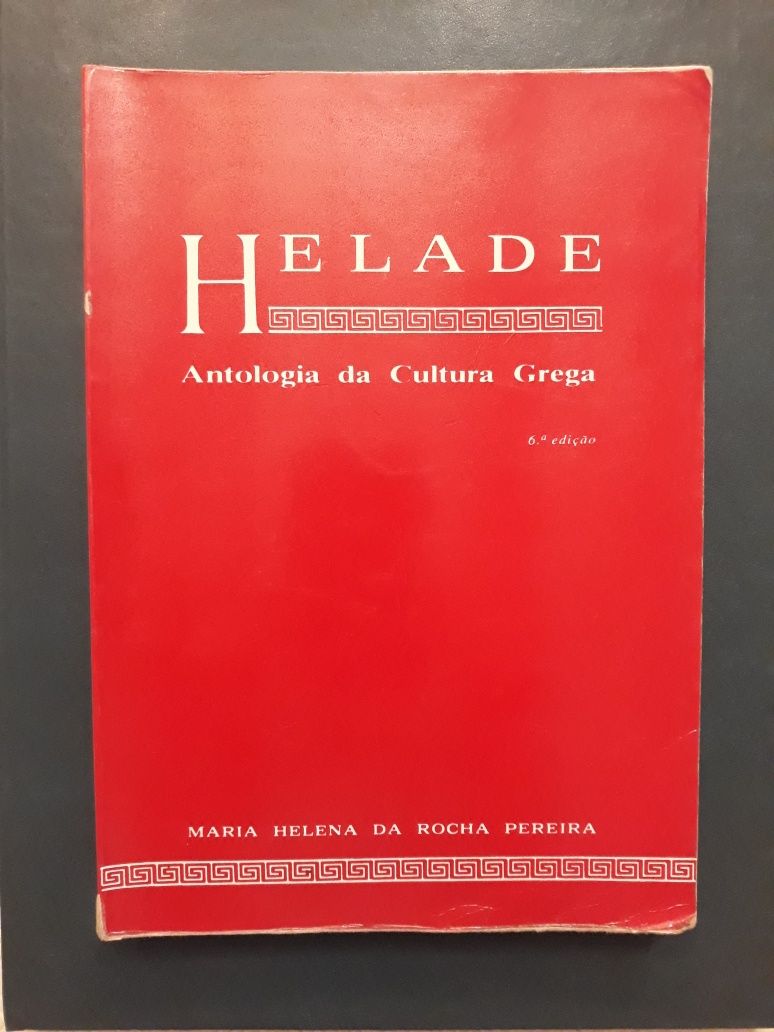 HELADE
Antologia da Cultura Grega
6.ª edição
MARIA HELENA DA ROCHA PEREIRA